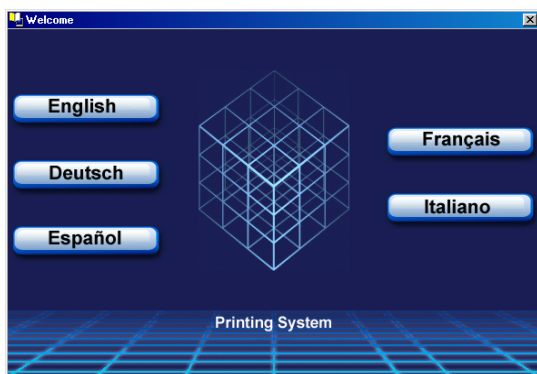 Welcome
English
Deutsch
Español
Français
Italiano
Printing System